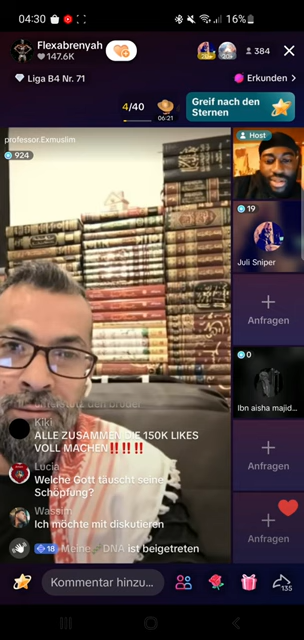 04:30
16%
Flexabrenyah
147.6K
384
Liga B4 Nr. 71
Erkunden
4/40
06:21
Greif nach den
Sternen
professor.Exmuslim
924
Host
19
Juli Sniper
Anfragen
0
Ibn aisha majid...
Anfragen
Anfragen
den bruder
Kiki
ALLE ZUSAMMEN DIE 150K LIKES
VOLL MACHEN‼️‼️‼️
Lucia
Welche Gott täuscht seine
Schöpfung?
Wassim
Ich möchte mit diskutieren
18 Meine DNA ist beigetreten
Kommentar hinzu...
135